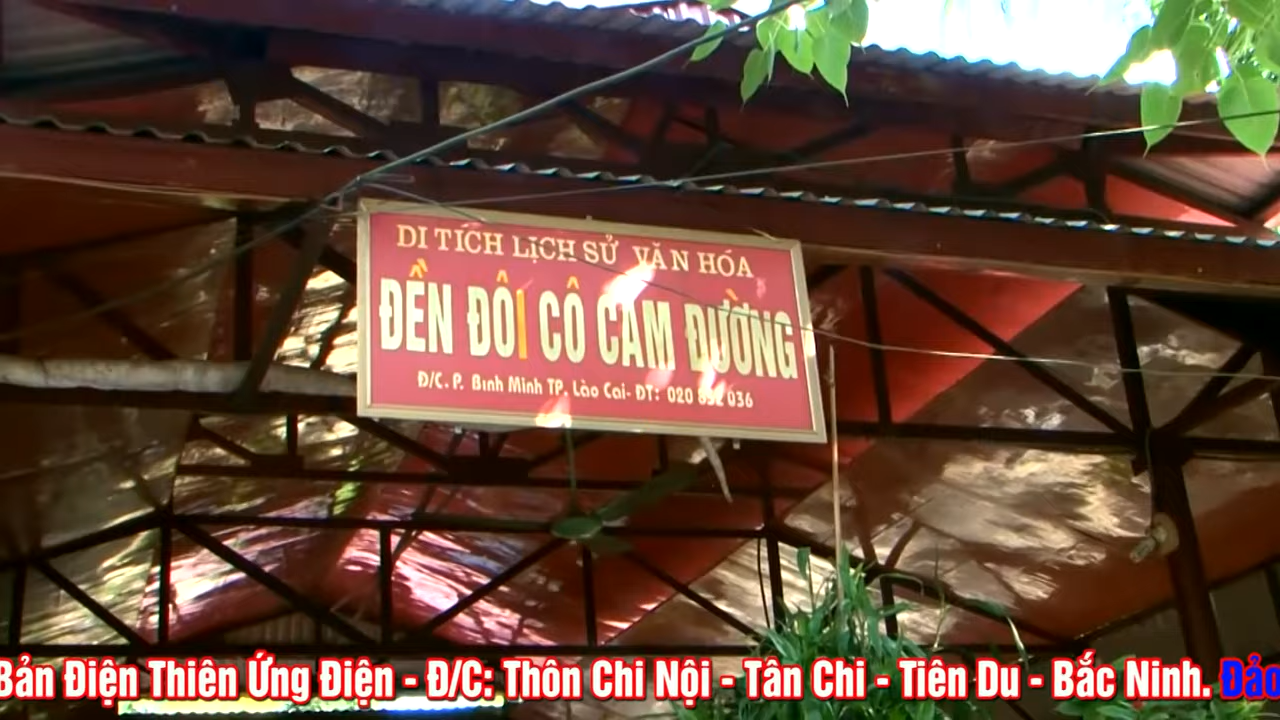 DI TÍCH LỊCH SỬ VĂN HÓA
ĐỀN ĐÔI CÔ CAM ĐƯỜNG
Đ/C. P. Bình Minh TP. Lào Cai- ĐT: 020 852 036
Bản Điện Thiên Ứng Điện - Đ/C: Thôn Chi Nội - Tân Chi - Tiên Du - Bắc Ninh. Đảo